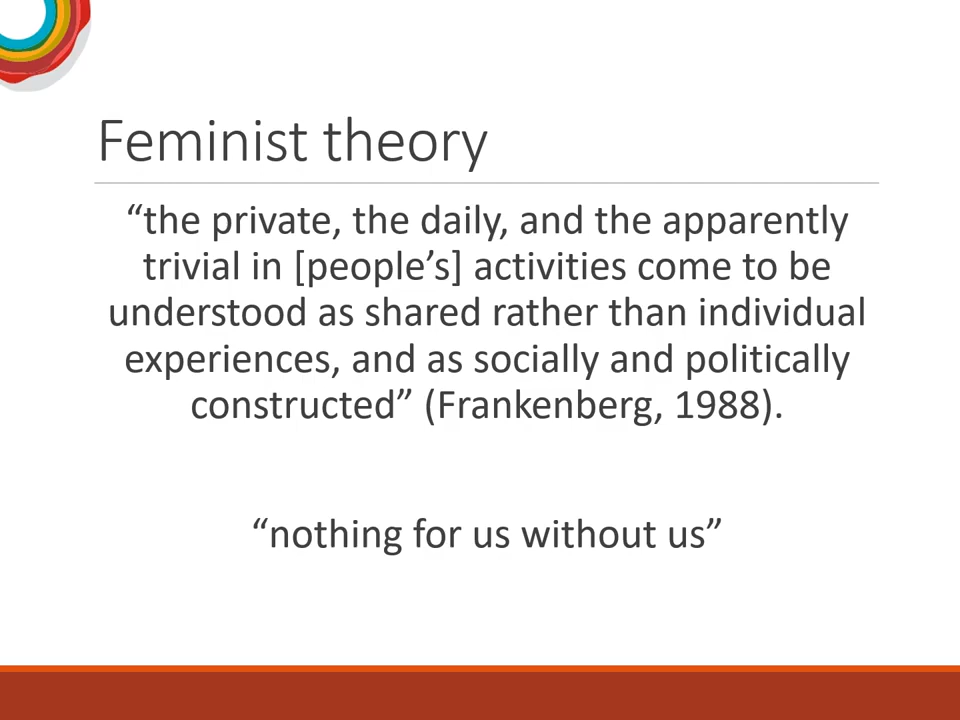 Feminist theory
“the private, the daily, and the apparently
trivial in [people’s] activities come to be
understood as shared rather than individual
experiences, and as socially and politically
constructed” (Frankenberg, 1988).
“nothing for us without us”